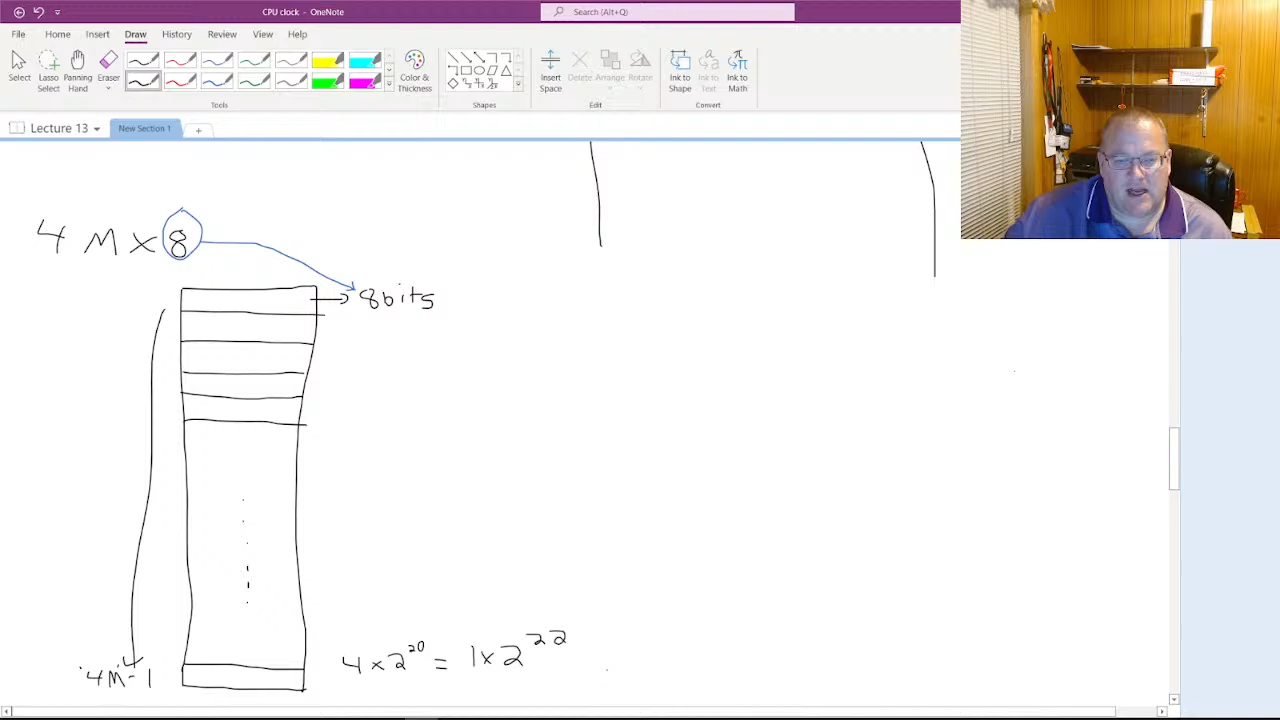 CPU clock - OneNote
Search (Alt+Q)
File Home Insert Draw History Review View Help
Select Lasso Select Panning Hand Eraser Color & Thickness Shapes Insert Space Delete Arrange Rotate Ink to Shape Ink to Text Ink to Math
Tools Shapes Edit Convert
Lecture 13 New Section 1 +
4 M x 8
8bits
4M-1
4 x 2^20 = 1 x 2^22